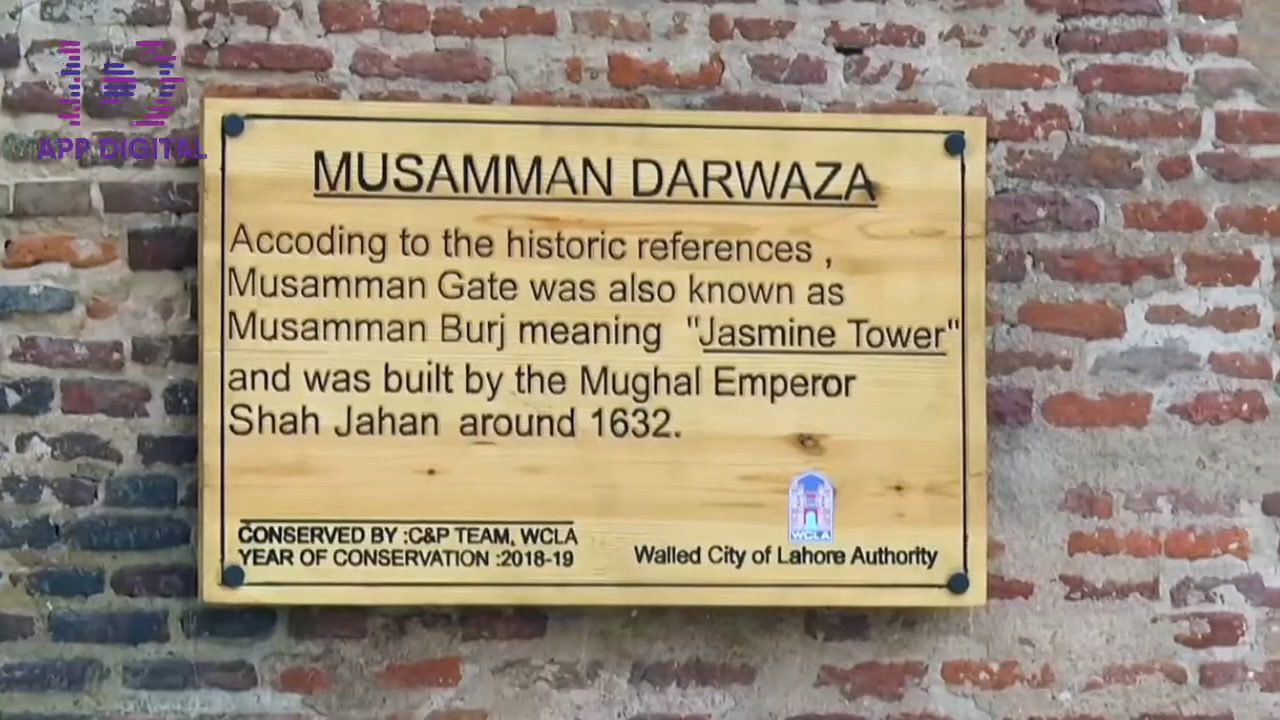 APP DIGITAL
MUSAMMAN DARWAZA
Accoding to the historic references ,
Musamman Gate was also known as
Musamman Burj meaning "Jasmine Tower"
and was built by the Mughal Emperor
Shah Jahan around 1632.
CONSERVED BY :C&P TEAM, WCLA
YEAR OF CONSERVATION :2018-19
WCLA
Walled City of Lahore Authority